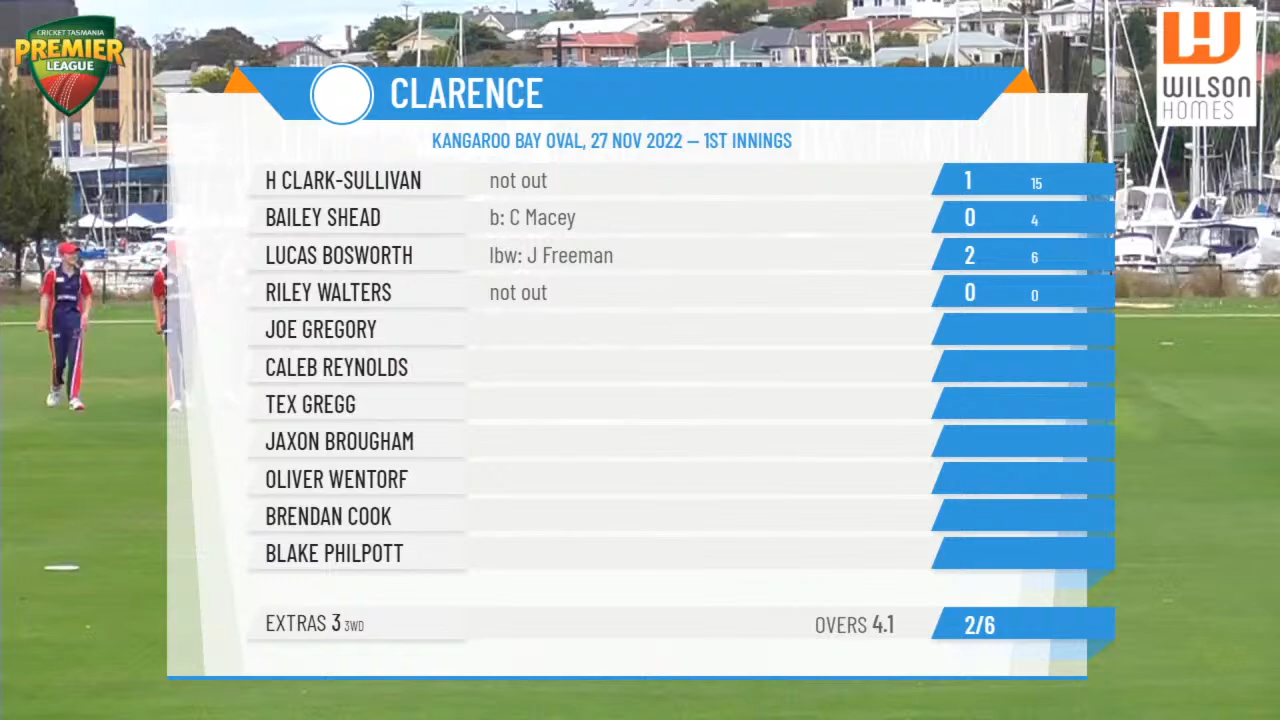 CRICKET TASMANIA
PREMIER
LEAGUE
WILSON
HOMES
CLARENCE
KANGAROO BAY OVAL, 27 NOV 2022 – 1ST INNINGS
H CLARK-SULLIVAN not out 1 15
BAILEY SHEAD b: C Macey 0 4
LUCAS BOSWORTH lbw: J Freeman 2 6
RILEY WALTERS not out 0 0
JOE GREGORY
CALEB REYNOLDS
TEX GREGG
JAXON BROUGHAM
OLIVER WENTORF
BRENDAN COOK
BLAKE PHILPOTT
EXTRAS 3 3WD OVERS 4.1 2/6